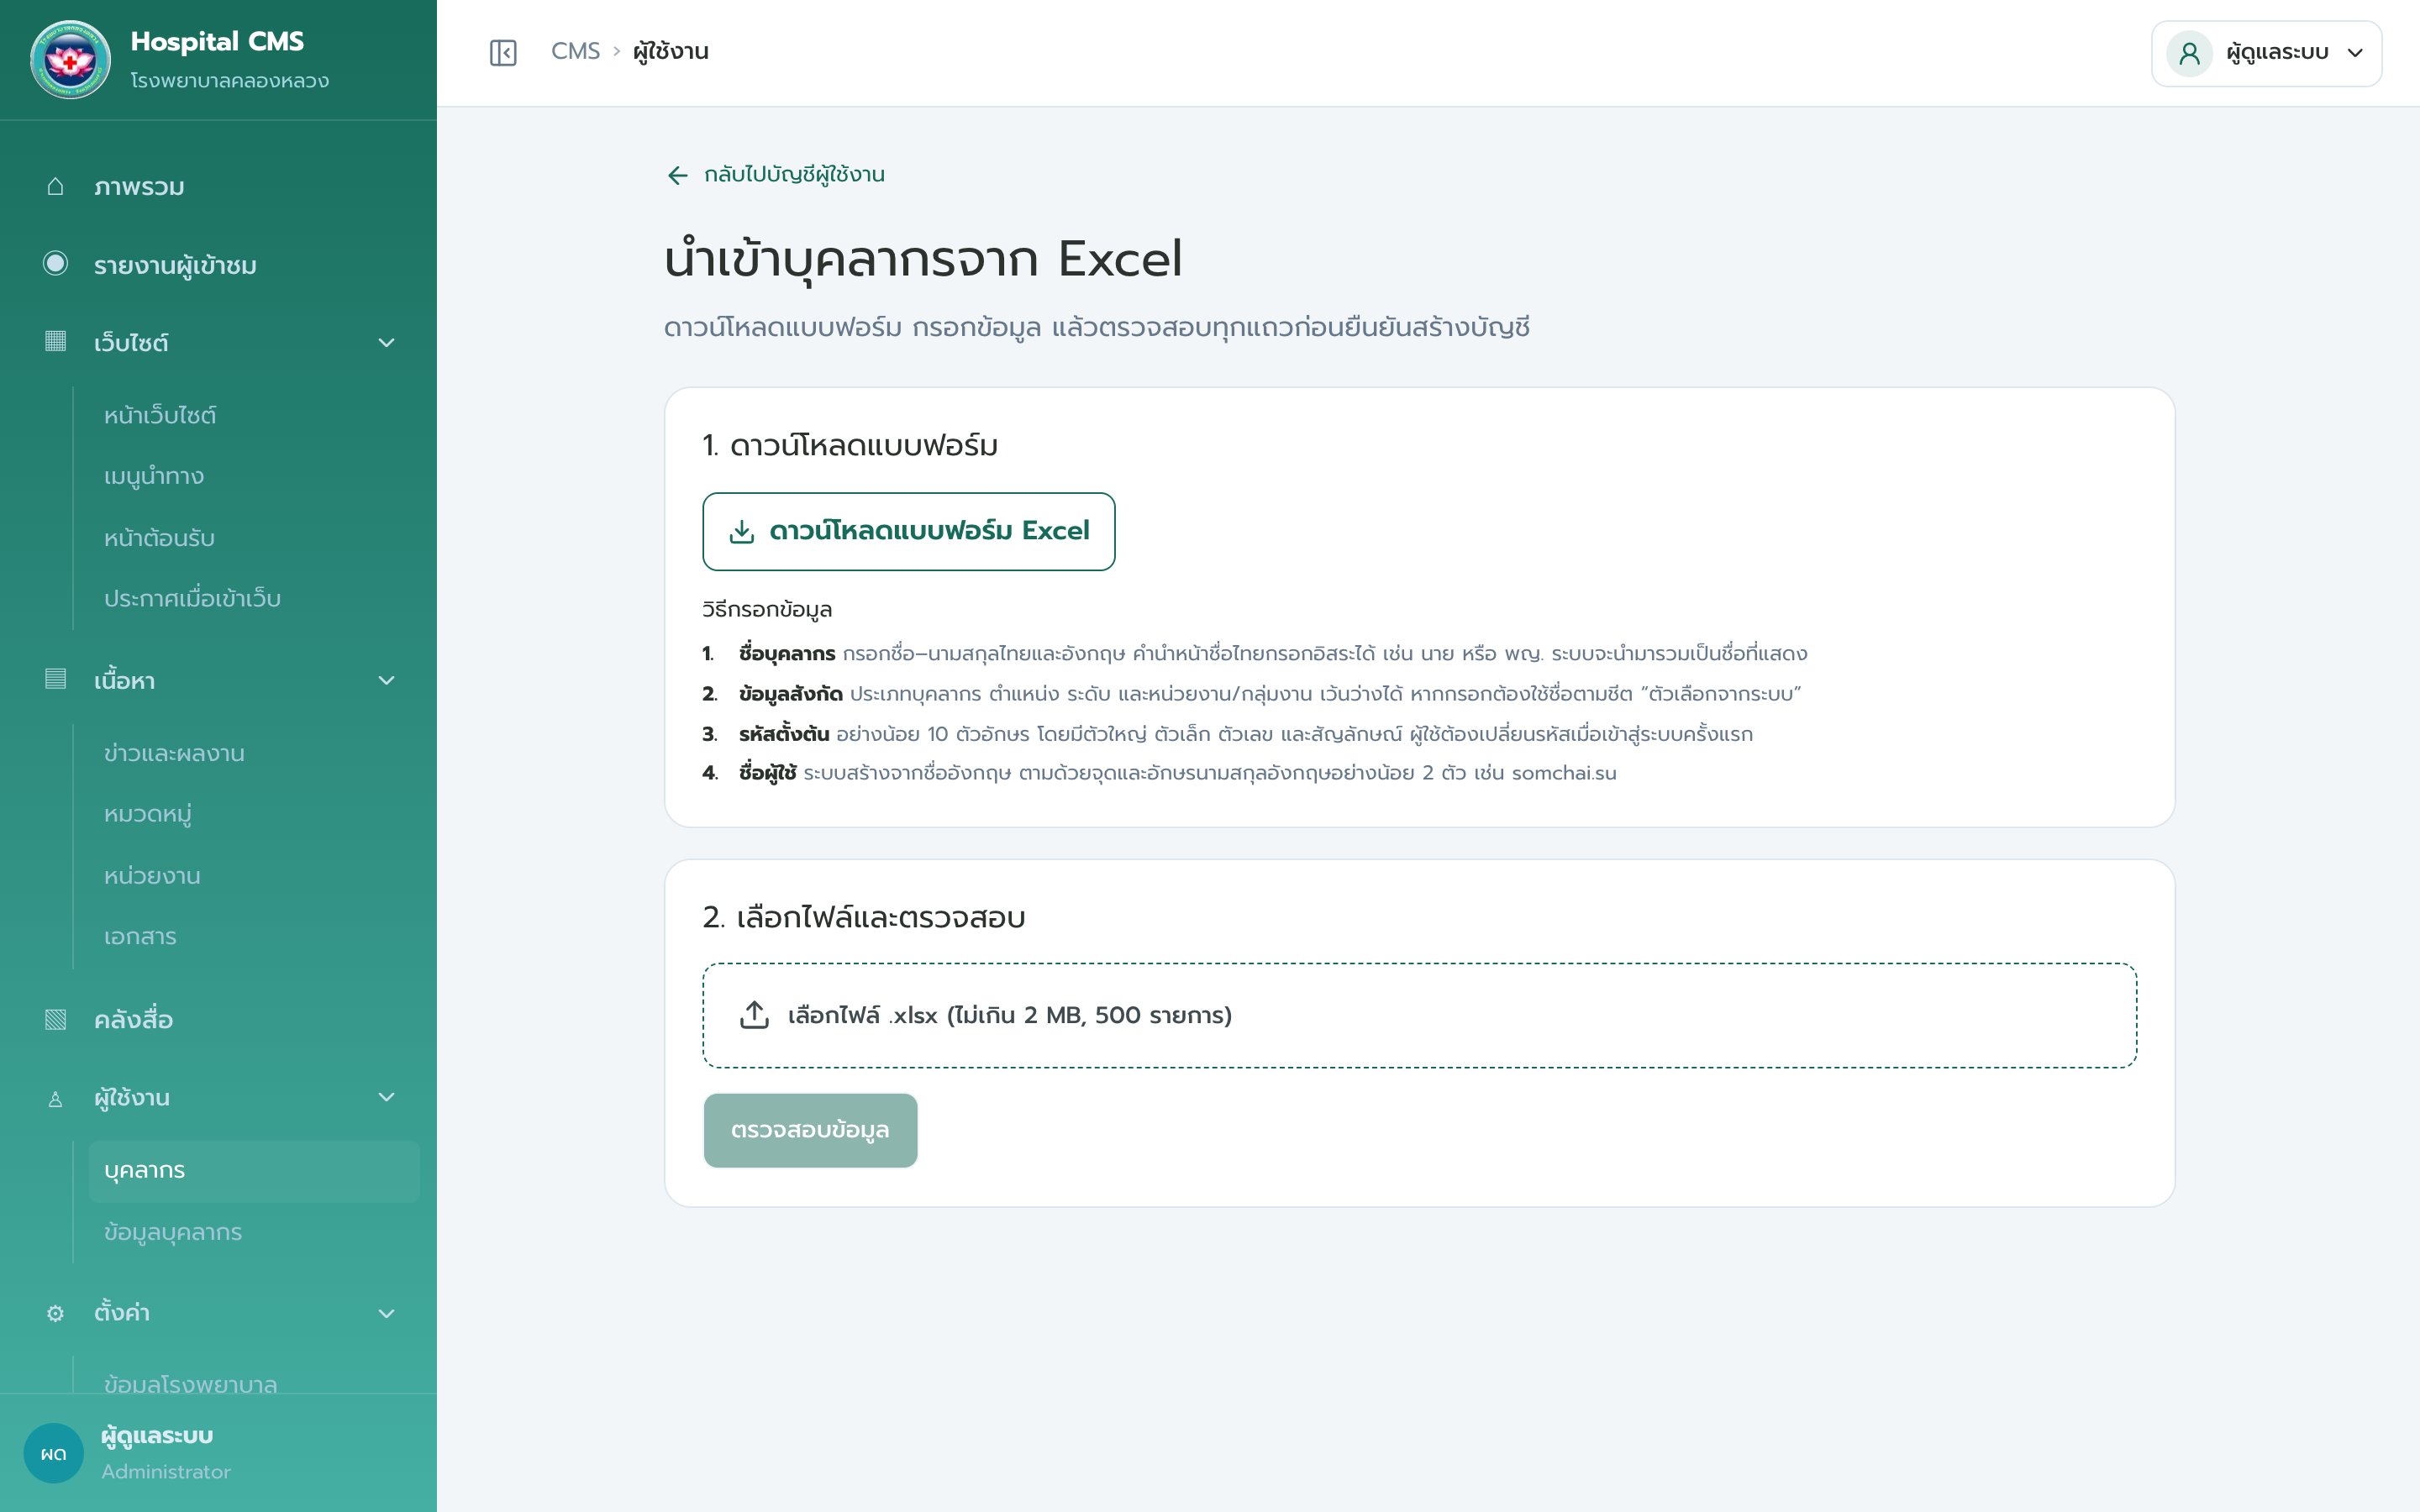 Hospital CMS
โรงพยาบาลคลองหลวง
ภาพรวม
รายงานผู้เข้าชม
เว็บไซต์
หน้าเว็บไซต์
เมนูนำทาง
หน้าต้อนรับ
ประกาศเมื่อเข้าเว็บ
เนื้อหา
ข่าวและผลงาน
หมวดหมู่
หน่วยงาน
เอกสาร
คลังสื่อ
ผู้ใช้งาน
บุคลากร
ข้อมูลบุคลากร
ตั้งค่า
ข้อมูลโรงพยาบาล
ผด
ผู้ดูแลระบบ
Administrator
CMS > ผู้ใช้งาน
ผู้ดูแลระบบ
กลับไปบัญชีผู้ใช้งาน
นำเข้าบุคลากรจาก Excel
ดาวน์โหลดแบบฟอร์ม กรอกข้อมูล แล้วตรวจสอบทุกแถวก่อนยืนยันสร้างบัญชี
1. ดาวน์โหลดแบบฟอร์ม
ดาวน์โหลดแบบฟอร์ม Excel
วิธีกรอกข้อมูล
1. ชื่อบุคลากร กรอกชื่อ–นามสกุลไทยและอังกฤษ คำนำหน้าชื่อไทยกรอกอิสระได้ เช่น นาย หรือ พญ. ระบบจะนำมารวมเป็นชื่อที่แสดง
2. ข้อมูลสังกัด ประเภทบุคลากร ตำแหน่ง ระดับ และหน่วยงาน/กลุ่มงาน เว้นว่างได้ หากกรอกต้องใช้ชื่อตามชีต “ตัวเลือกจากระบบ”
3. รหัสตั้งต้น อย่างน้อย 10 ตัวอักษร โดยมีตัวใหญ่ ตัวเล็ก ตัวเลข และสัญลักษณ์ ผู้ใช้ต้องเปลี่ยนรหัสเมื่อเข้าสู่ระบบครั้งแรก
4. ชื่อผู้ใช้ ระบบสร้างจากชื่ออังกฤษ ตามด้วยจุดและอักษรนามสกุลอังกฤษอย่างน้อย 2 ตัว เช่น somchai.su
2. เลือกไฟล์และตรวจสอบ
เลือกไฟล์ .xlsx (ไม่เกิน 2 MB, 500 รายการ)
ตรวจสอบข้อมูล